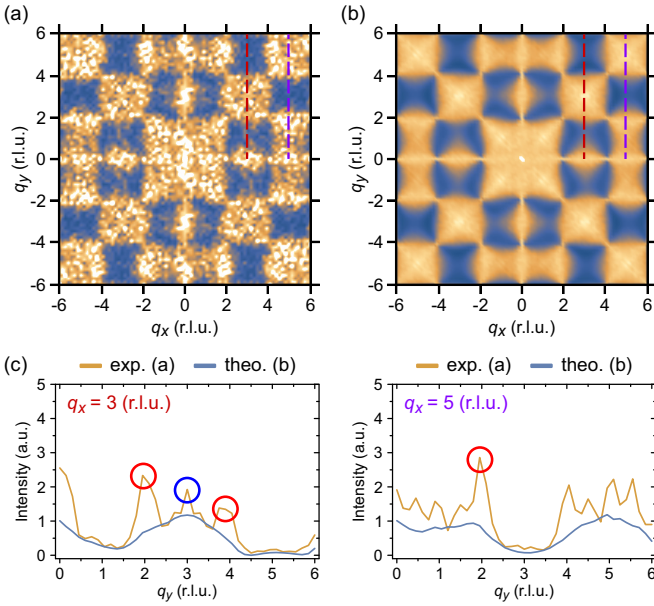 (a)
6
4
2
0
-2
-4
-6
q_y (r.l.u.)
-6 -4 -2 0 2 4 6
q_x (r.l.u.)
(b)
6
4
2
0
-2
-4
-6
q_y (r.l.u.)
-6 -4 -2 0 2 4 6
q_x (r.l.u.)
(c)
exp. (a) theo. (b)
q_x = 3 (r.l.u.)
5
4
3
2
1
0
Intensity (a.u.)
0 1 2 3 4 5 6
q_y (r.l.u.)
exp. (a) theo. (b)
q_x = 5 (r.l.u.)
5
4
3
2
1
0
Intensity (a.u.)
0 1 2 3 4 5 6
q_y (r.l.u.)